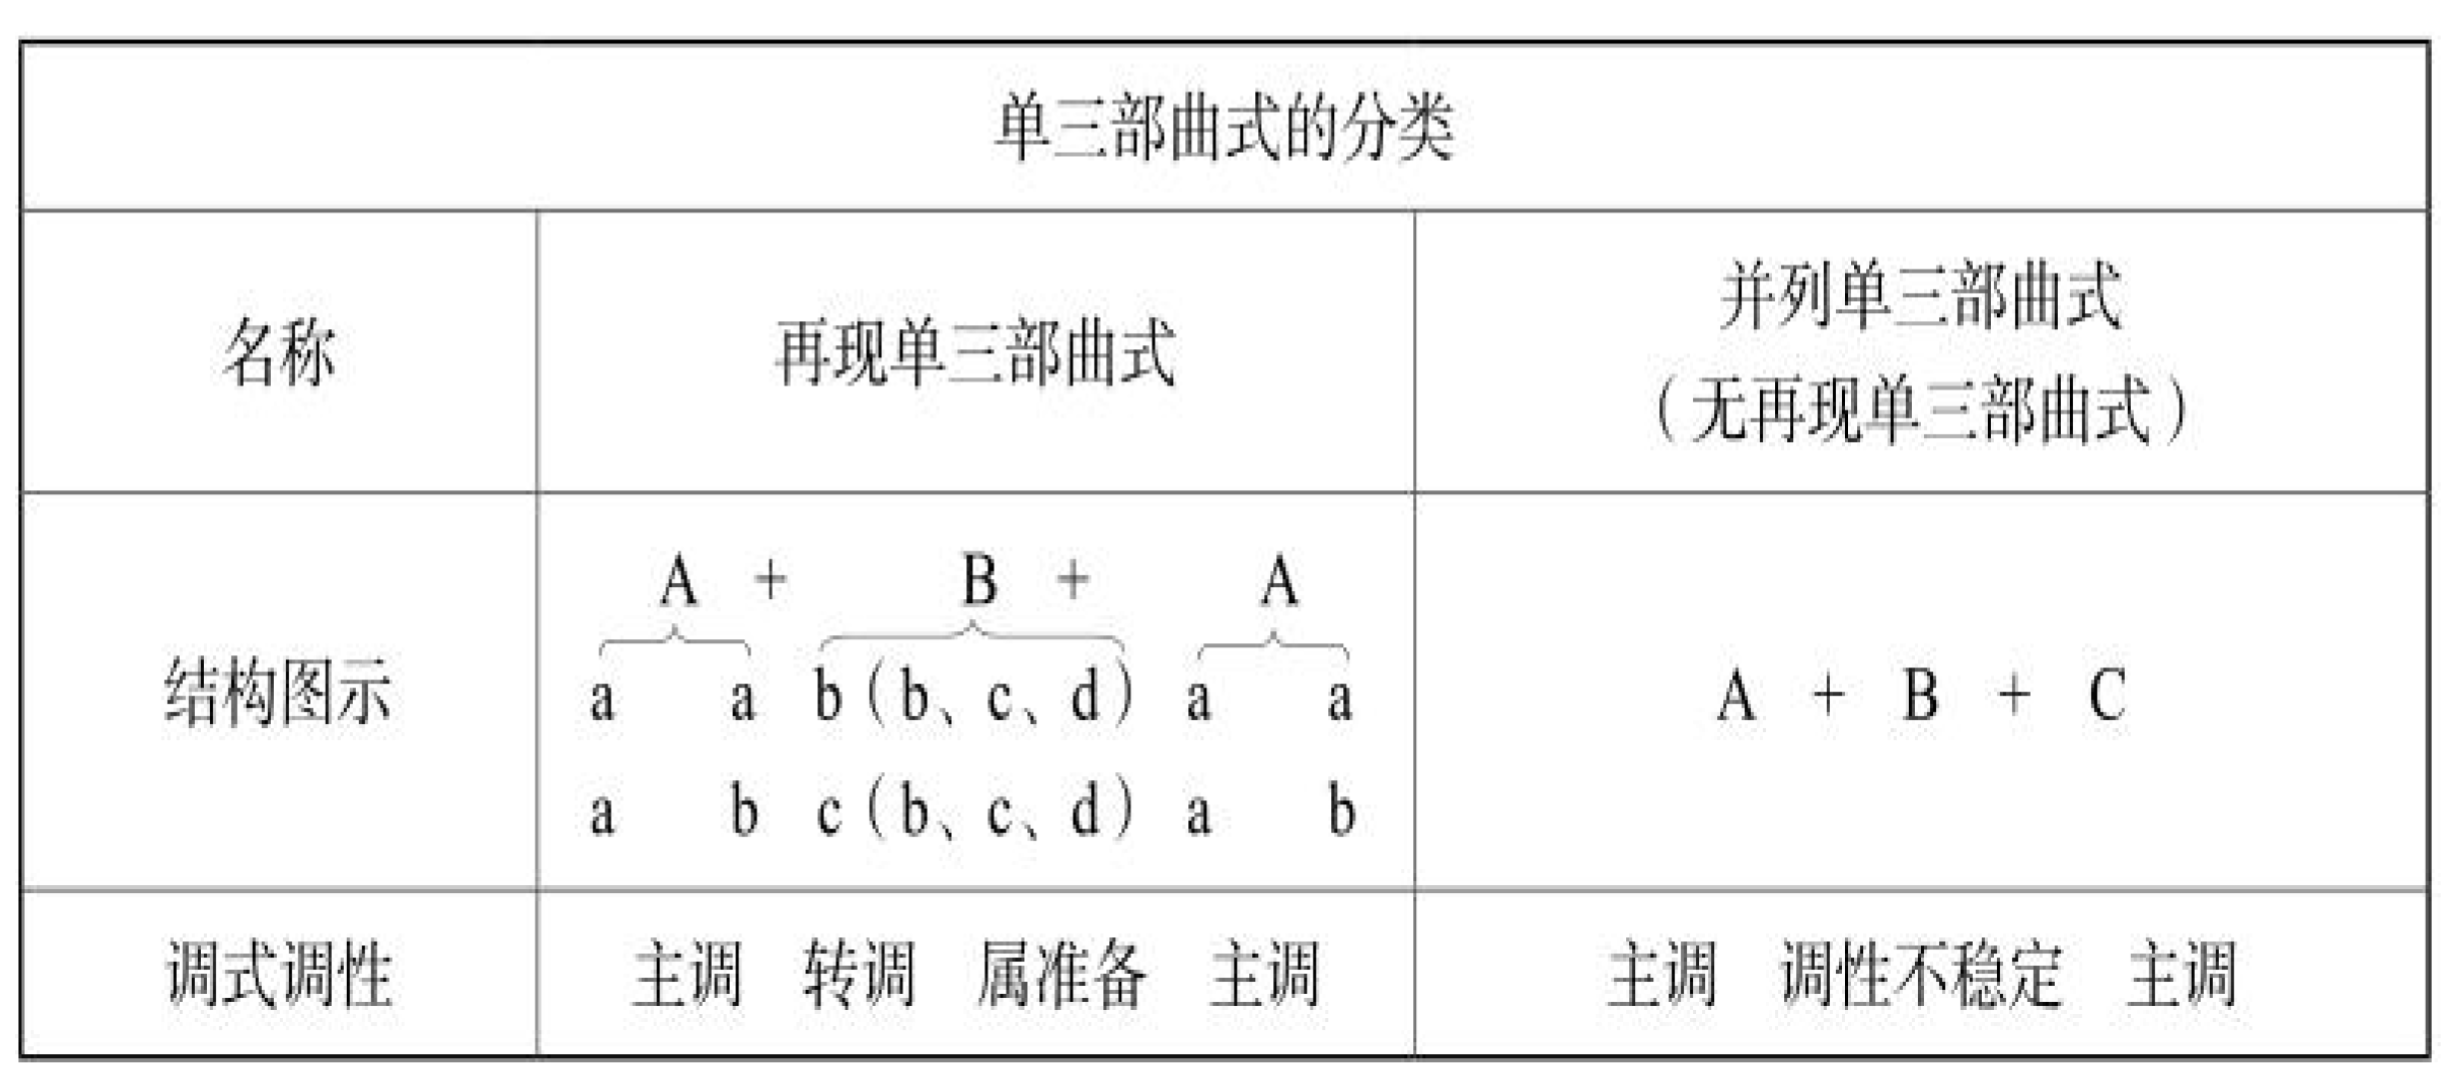 单三部曲式的分类
名称
再现单三部曲式
并列单三部曲式
（无再现单三部曲式）
结构图示
A + B + A
a a b（b、c、d）a a
a b c（b、c、d）a b
A + B + C
调式调性
主调 转调 属准备 主调
主调 调性不稳定 主调